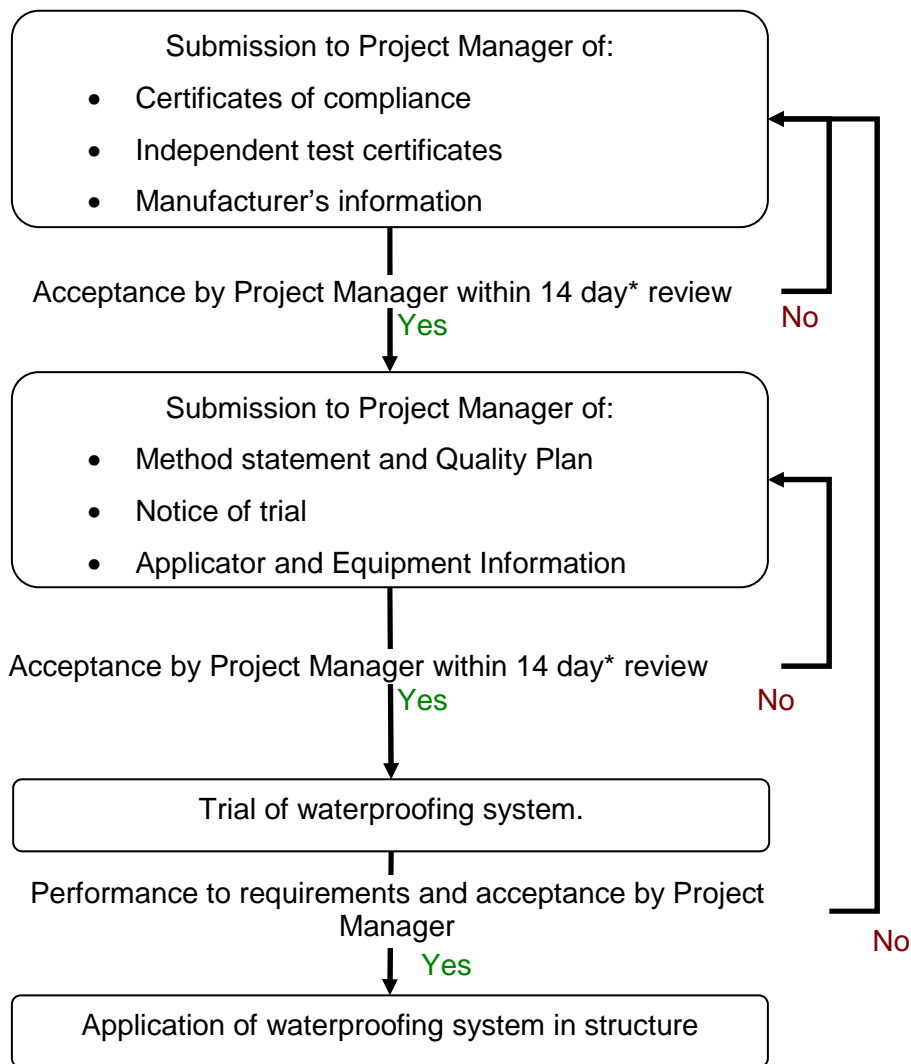 Submission to Project Manager of:
• Certificates of compliance
• Independent test certificates
• Manufacturer's information
Acceptance by Project Manager within 14 day* review
No
Yes
Submission to Project Manager of:
• Method statement and Quality Plan
• Notice of trial
• Applicator and Equipment Information
Acceptance by Project Manager within 14 day* review
Yes
No
Trial of waterproofing system.
Performance to requirements and acceptance by Project
Manager
No
Yes
Application of waterproofing system in structure